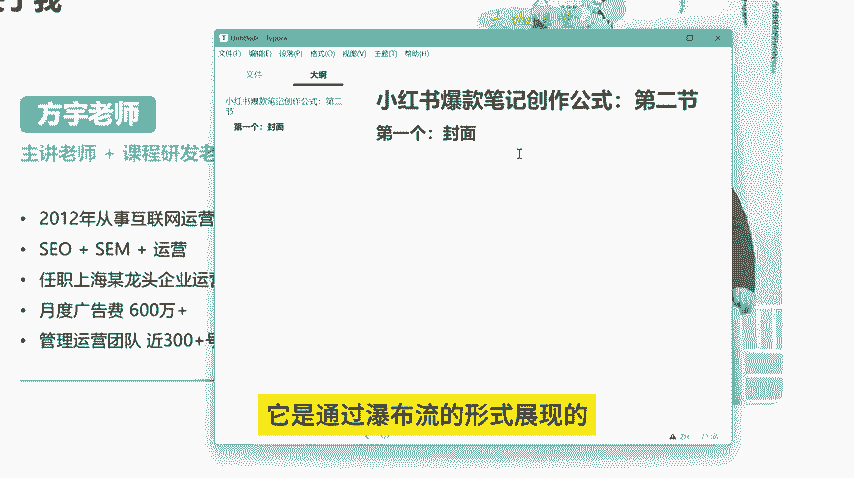 Typora
文件(F) 编辑(E) 段落(P) 格式(O) 视图(V) 主题(T) 帮助(H)
文件 大纲
小红书爆款笔记创作公式：第二节
第一个：封面
小红书爆款笔记创作公式：第二节
第一个：封面
方宇老师
主讲老师 + 课程研发老
• 2012年从事互联网运营
• SEO + SEM + 运营
• 任职上海某龙头企业运营
• 月度广告费 600万+
• 管理运营团队 近300+号
它是通过瀑布流的形式展现的